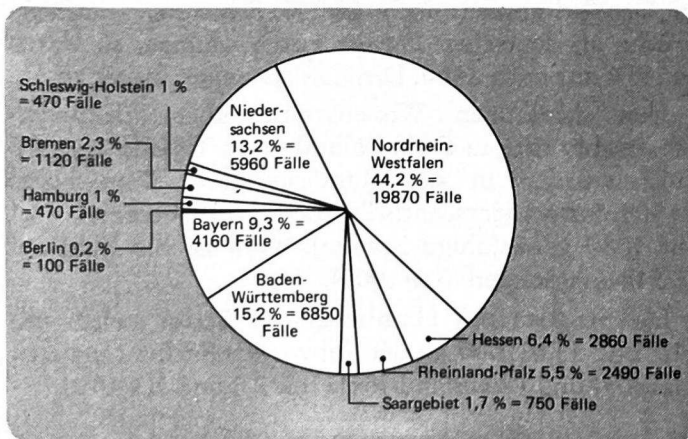 Schleswig-Holstein 1 %
= 470 Fälle
Bremen 2,3 %
= 1120 Fälle
Hamburg 1 %
= 470 Fälle
Berlin 0,2 %
= 100 Fälle
Nieder-
sachsen
13,2 % =
5960 Fälle
Nordrhein-
Westfalen
44,2 % =
19870 Fälle
Bayern 9,3 % =
4160 Fälle
Baden-
Württemberg
15,2 % = 6850
Fälle
Hessen 6,4 % = 2860 Fälle
Rheinland-Pfalz 5,5 % = 2490 Fälle
Saargebiet 1,7 % = 750 Fälle